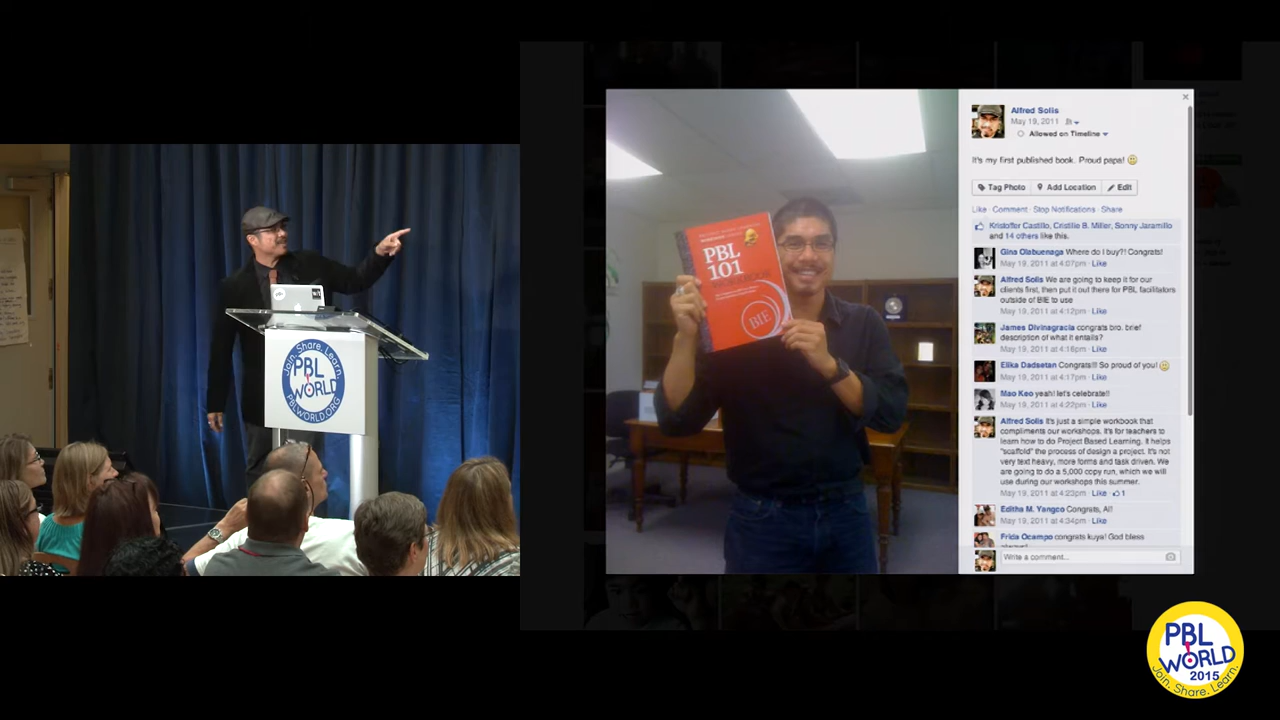 Join. Share. Learn.
PBL
WORLD
PBLWORLD.ORG
PBL
101
BIE
Alfred Solis
May 19, 2011
Allowed on Timeline
It's my first published book. Proud papa!
Tag Photo Add Location Edit
Like · Comment · Stop Notifications · Share
Kristoffer Castillo, Cristile B. Miller, Sonny Jaramillo
and 14 others like this.
Gina Olabuenaga Where do I buy?! Congrats!
May 19, 2011 at 4:07pm · Like
Alfred Solis We are going to keep it for our
clients first, then put it out there for PBL facilitators
outside of BIE to use
May 19, 2011 at 4:12pm · Like
James Divinagracia congrats bro. brief
description of what it entails?
May 19, 2011 at 4:16pm · Like
Elika Dadsetan Congrats!!! So proud of you!
May 19, 2011 at 4:17pm · Like
Mao Keo yeah! let's celebrate!!
May 19, 2011 at 4:22pm · Like
Alfred Solis It's just a simple workbook that
compliments our workshops. It's for teachers to
learn how to do Project Based Learning. It helps
"scaffold" the process of design a project. It's not
very text heavy, more forms and task driven. We
are going to do a 5,000 copy run, which we will
use during our workshops this summer.
May 19, 2011 at 4:23pm · Like · 1
Editha M. Yangco Congrats, Al!
May 19, 2011 at 4:34pm · Like
Frida Ocampo congrats kuya! God bless
always!
Write a comment...
PBL
WORLD
2015
Join. Share. Learn.